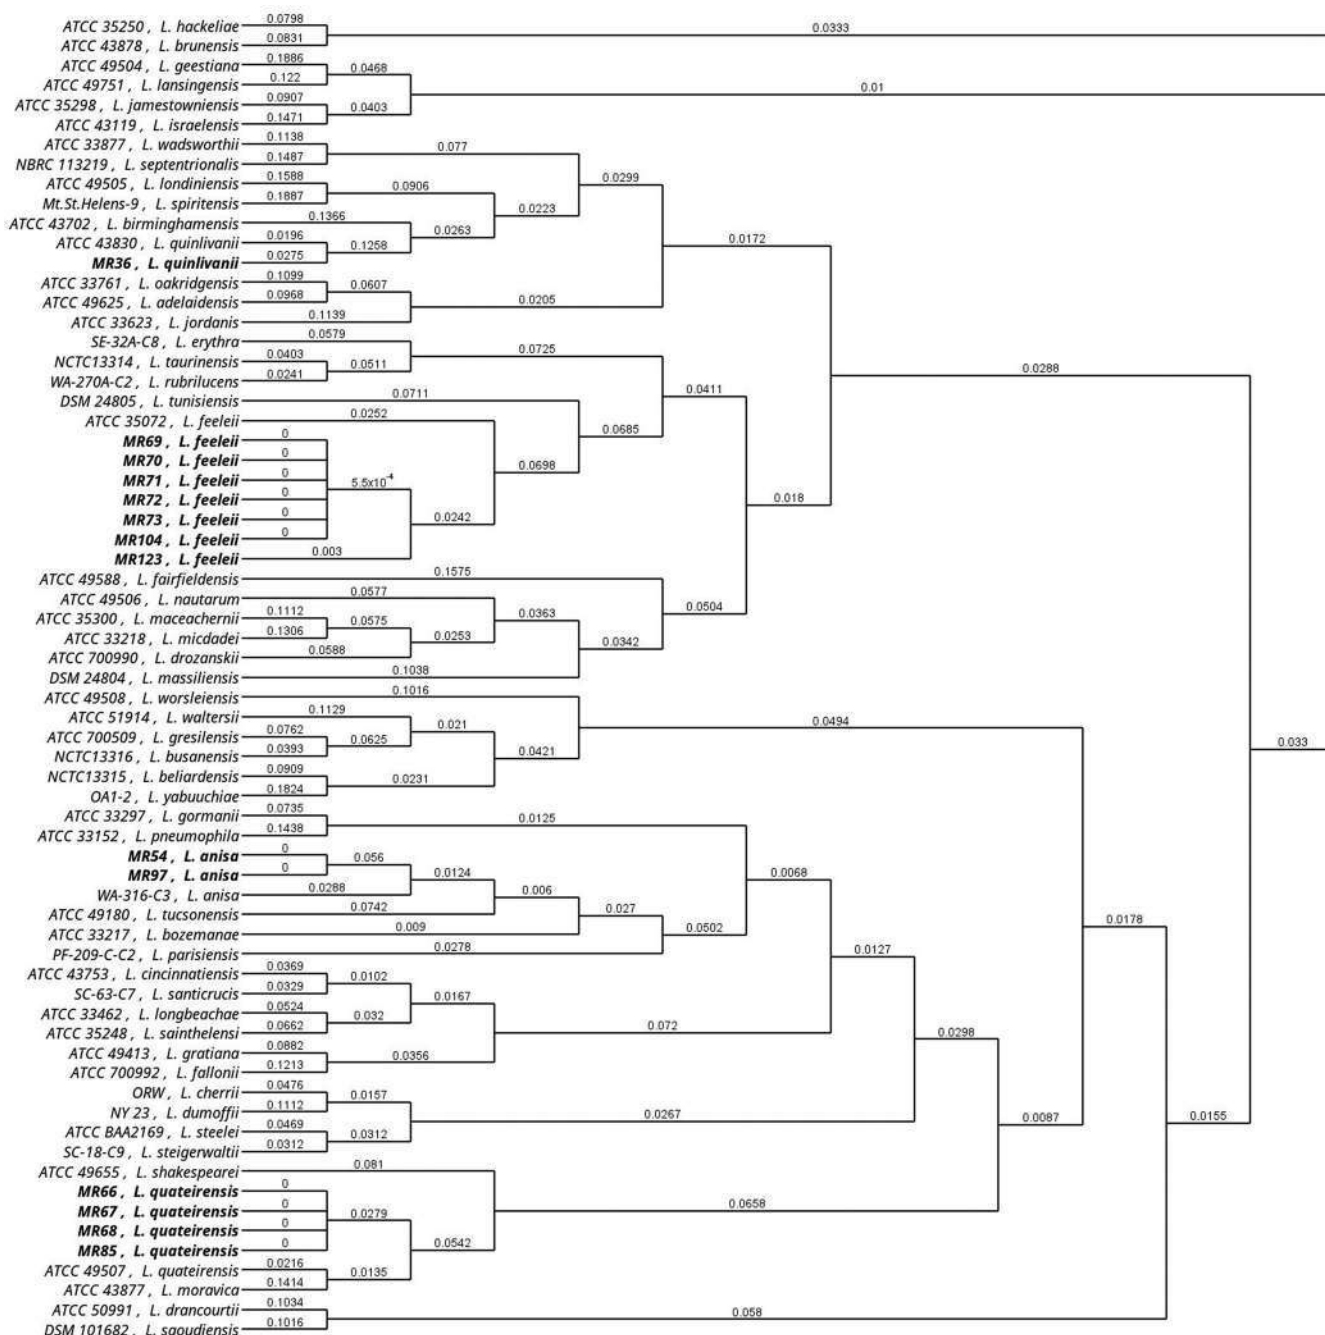 ATCC 35250 , L. hackeliae 0.0798
0.0333
ATCC 43878 , L. brunensis 0.0831
ATCC 49504 , L. geestiana 0.1886
0.0468
ATCC 49751 , L. lansingensis 0.122
0.01
ATCC 35298 , L. jamestowniensis 0.0907
0.0403
ATCC 43119 , L. israelensis 0.1471
ATCC 33877 , L. wadsworthii 0.1138
0.077
NBRC 113219 , L. septentrionalis 0.1487
0.0299
ATCC 49505 , L. londiniensis 0.1588
0.0906
Mt.St.Helens-9 , L. spiritensis 0.1887
0.0223
ATCC 43702 , L. birminghamensis 0.1366
0.0263
ATCC 43830 , L. quinlivanii 0.0196
0.1258 0.0172
MR36 , L. quinlivanii 0.0275
ATCC 33761 , L. oakridgensis 0.1099
0.0607
ATCC 49625 , L. adelaidensis 0.0968
0.0205
ATCC 33623 , L. jordanis 0.1139
SE-32A-C8 , L. erythra 0.0579
0.0725
NCTC13314 , L. taurinensis 0.0403
0.0511 0.0288
WA-270A-C2 , L. rubrilucens 0.0241
0.0411
DSM 24805 , L. tunisiensis 0.0711
ATCC 35072 , L. feeleii 0.0252
0.0685
MR69 , L. feeleii 0
MR70 , L. feeleii 0
0.0698
MR71 , L. feeleii 0
5.5x10-4
MR72 , L. feeleii 0
0.018
MR73 , L. feeleii 0
0.0242
MR104 , L. feeleii 0
MR123 , L. feeleii 0.003
ATCC 49588 , L. fairfieldensis 0.1575
ATCC 49506 , L. nautarum 0.0577
0.0363 0.0504
ATCC 35300 , L. maceachernii 0.1112
0.0575
ATCC 33218 , L. micdadei 0.1306
0.0253 0.0342
ATCC 700990 , L. drozanskii 0.0588
DSM 24804 , L. massiliensis 0.1038
ATCC 49508 , L. worsleiensis 0.1016
ATCC 51914 , L. waltersii 0.1129
0.021 0.0494
ATCC 700509 , L. gresilensis 0.0762
0.0625 0.033
NCTC13316 , L. busanensis 0.0393
0.0421
NCTC13315 , L. beliardensis 0.0909
0.0231
OA1-2 , L. yabuuchiae 0.1824
ATCC 33297 , L. gormanii 0.0735
0.0125
ATCC 33152 , L. pneumophila 0.1438
MR54 , L. anisa 0
0.056
MR97 , L. anisa 0
0.0124 0.0068
WA-316-C3 , L. anisa 0.0288
0.006
ATCC 49180 , L. tucsonensis 0.0742
0.027 0.0178
ATCC 33217 , L. bozemanae 0.009
0.0502
PF-209-C-C2 , L. parisiensis 0.0278
0.0127
ATCC 43753 , L. cincinnatiensis 0.0369
0.0102
SC-63-C7 , L. santicrucis 0.0329
0.0167
ATCC 33462 , L. longbeachae 0.0524
0.032
ATCC 35248 , L. sainthelensi 0.0662
0.072 0.0298
ATCC 49413 , L. gratiana 0.0882
0.0356
ATCC 700992 , L. fallonii 0.1213
ORW , L. cherrii 0.0476
0.0157
NY 23 , L. dumoffii 0.1112
0.0267 0.0087 0.0155
ATCC BAA2169 , L. steelei 0.0469
0.0312
SC-18-C9 , L. steigerwaltii 0.0312
ATCC 49655 , L. shakespearei 0.081
MR66 , L. quateirensis 0
MR67 , L. quateirensis 0
0.0279 0.0658
MR68 , L. quateirensis 0
MR85 , L. quateirensis 0
0.0542
ATCC 49507 , L. quateirensis 0.0216
0.0135
ATCC 43877 , L. moravica 0.1414
ATCC 50991 , L. drancourtii 0.1034
0.058
DSM 101682 , L. saoudiensis 0.1016